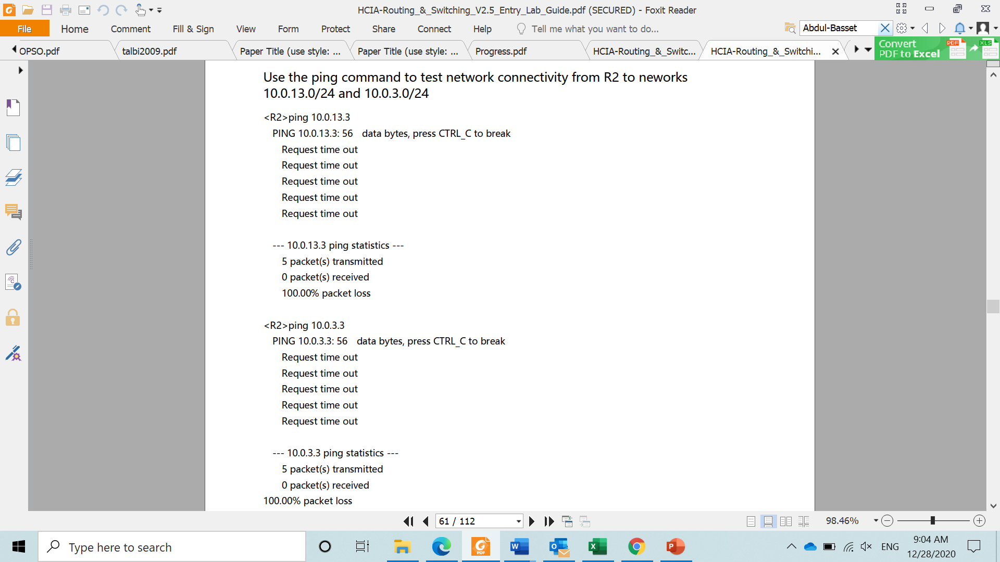 HCIA-Routing_&_Switching_V2.5_Entry_Lab_Guide.pdf (SECURED) - Foxit Reader
File Home Comment Fill & Sign View Form Protect Share Connect Help Tell me what you want to do... Abdul-Basset
OPSO.pdf talbi2009.pdf Paper Title (use style: ... Paper Title (use style: ... Progress.pdf HCIA-Routing_&_Switc... HCIA-Routing_&_Switchi...
Convert
PDF to Excel
PDF XLS
Use the ping command to test network connectivity from R2 to neworks
10.0.13.0/24 and 10.0.3.0/24
<R2>ping 10.0.13.3
PING 10.0.13.3: 56 data bytes, press CTRL_C to break
Request time out
Request time out
Request time out
Request time out
Request time out
--- 10.0.13.3 ping statistics ---
5 packet(s) transmitted
0 packet(s) received
100.00% packet loss
<R2>ping 10.0.3.3
PING 10.0.3.3: 56 data bytes, press CTRL_C to break
Request time out
Request time out
Request time out
Request time out
Request time out
--- 10.0.3.3 ping statistics ---
5 packet(s) transmitted
0 packet(s) received
100.00% packet loss
61 / 112
98.46%
Type here to search
PDF
ENG
9:04 AM
12/28/2020